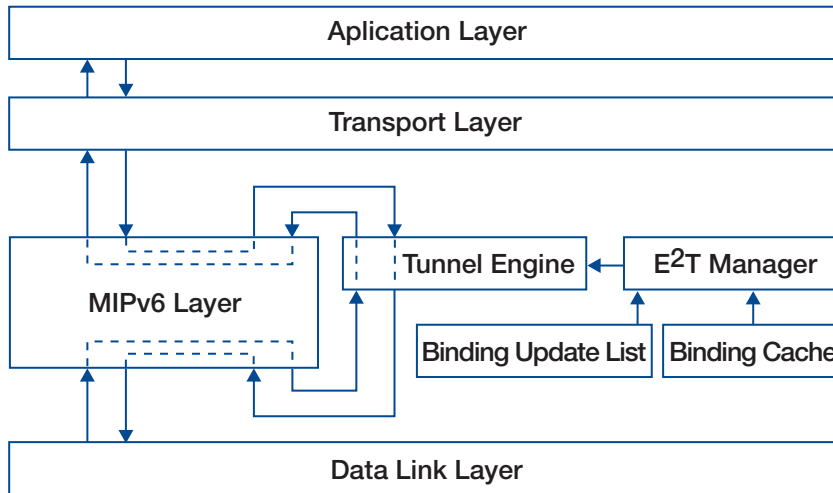 Aplication Layer
Transport Layer
Tunnel Engine
E²T Manager
MIPv6 Layer
Binding Update List
Binding Cache
Data Link Layer